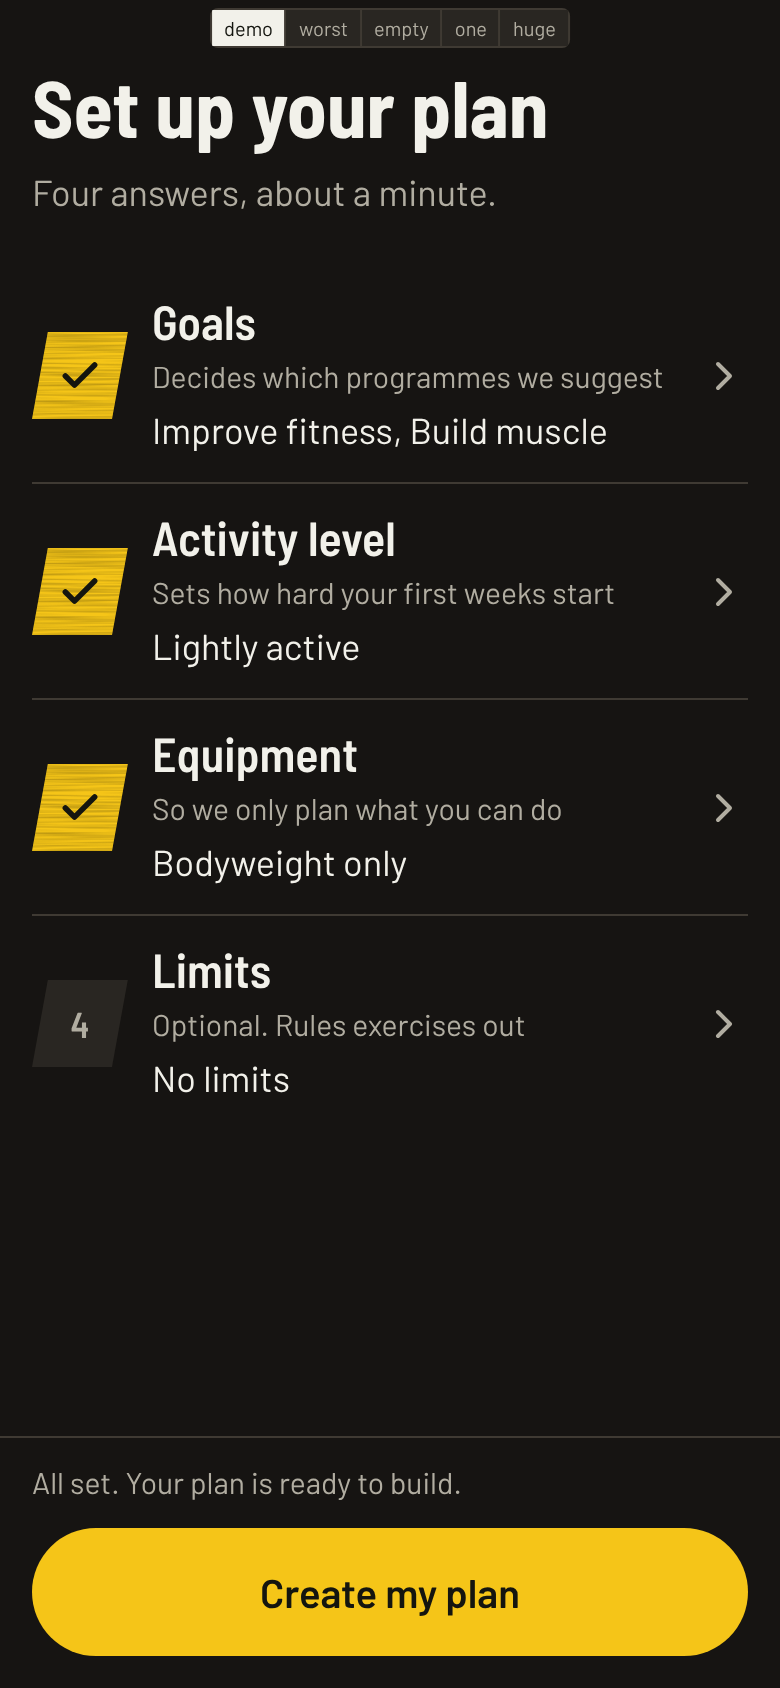 demo worst empty one huge
Set up your plan
Four answers, about a minute.
Goals
Decides which programmes we suggest
Improve fitness, Build muscle
Activity level
Sets how hard your first weeks start
Lightly active
Equipment
So we only plan what you can do
Bodyweight only
4
Limits
Optional. Rules exercises out
No limits
All set. Your plan is ready to build.
Create my plan